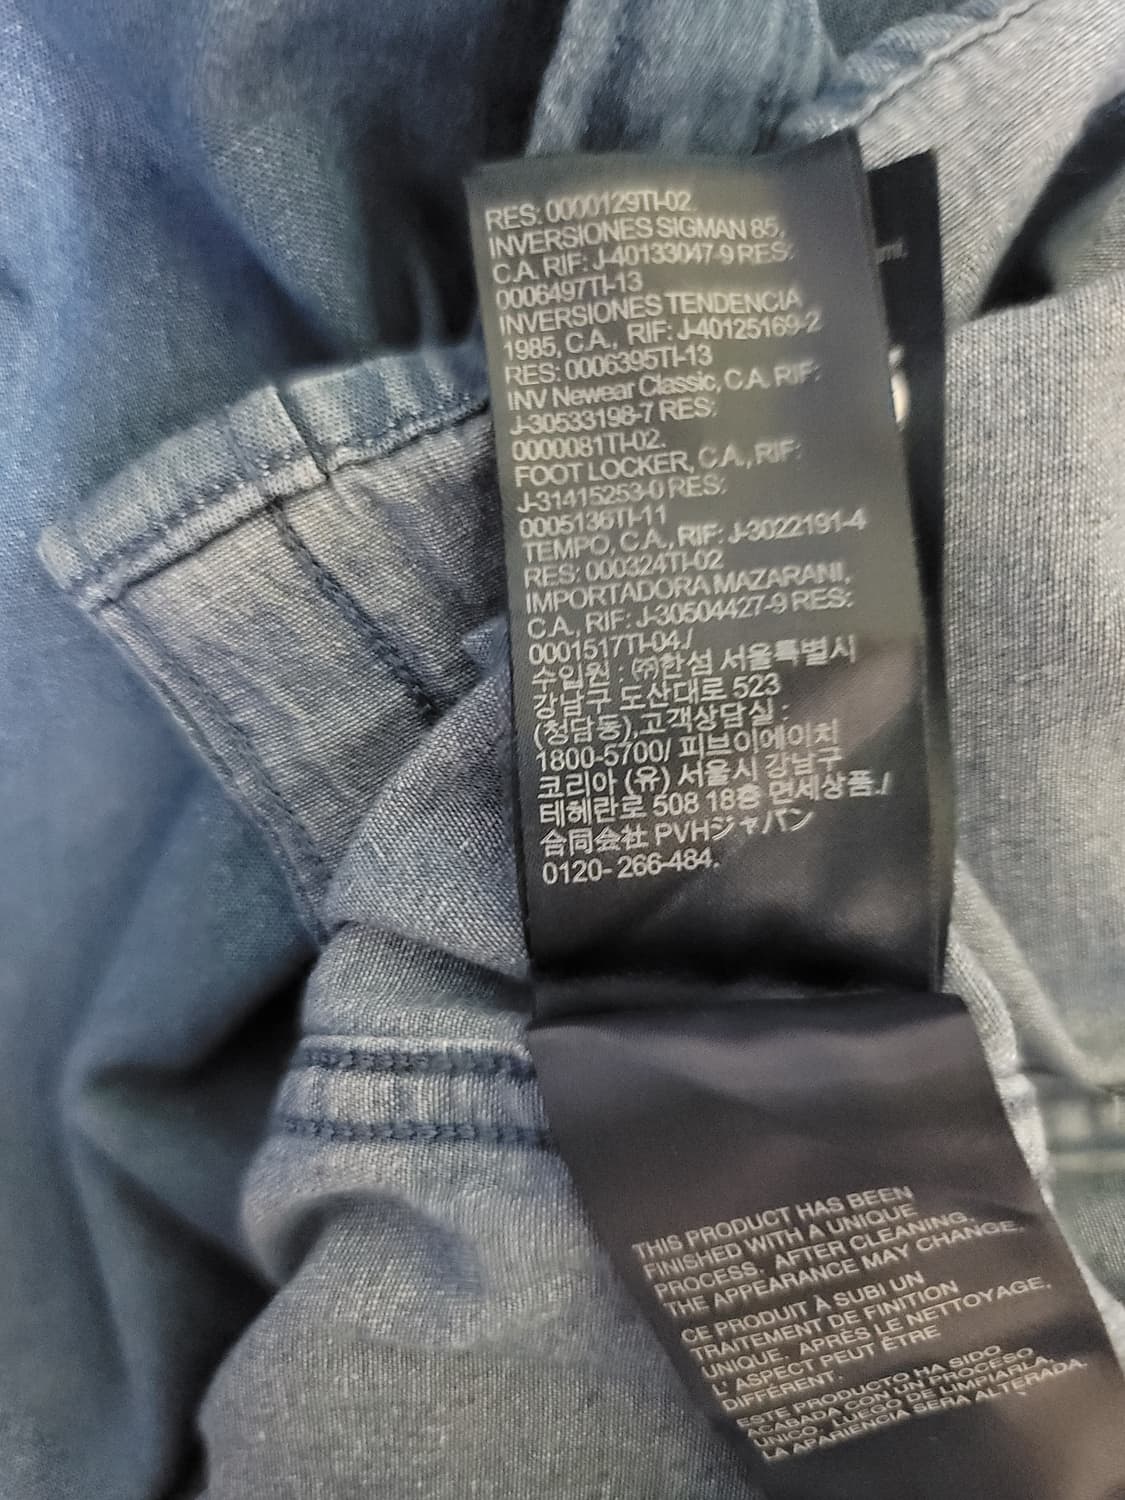 RES: 0000129TI-02
INVERSIONES SIGMAN 85,
C.A. RIF: J-40133047-9 RES:
0006497TI-13
INVERSIONES TENDENCIA
1985, C.A., RIF: J-40125169-2
RES: 0006395TI-13
INV Newear Classic, C.A. RIF:
J-30533198-7 RES:
0000081TI-02.
FOOT LOCKER, C.A., RIF:
J-31415253-0 RES:
0005136TI-11
TEMPO, C.A., RIF: J-3022191-4
RES: 000324TI-02
IMPORTADORA MAZARANI,
C.A., RIF: J-30504427-9 RES:
0001517TI-04./
수입원 : ㈜한섬 서울특별시
강남구 도산대로 523
(청담동),고객상담실 :
1800-5700/ 피브이에이치
코리아 (유) 서울시 강남구
테헤란로 508 18층 면세상품./
合同会社 PVHジャパン
0120- 266-484.
THIS PRODUCT HAS BEEN
FINISHED WITH A UNIQUE
PROCESS, AFTER CLEANING,
THE APPEARANCE MAY CHANGE.
CE PRODUIT A SUBI UN
TRAITEMENT DE FINITION
UNIQUE, APRÈS LE NETTOYAGE,
L' ASPECT PEUT ÊTRE
DIFFERENT.
ESTE PRODUCTO HA SIDO
ACABADA CON UN PROCESO
ÚNICO, LUEGO DE LIMPIARLA,
LA APARIENCIA SERA ALTERADA.